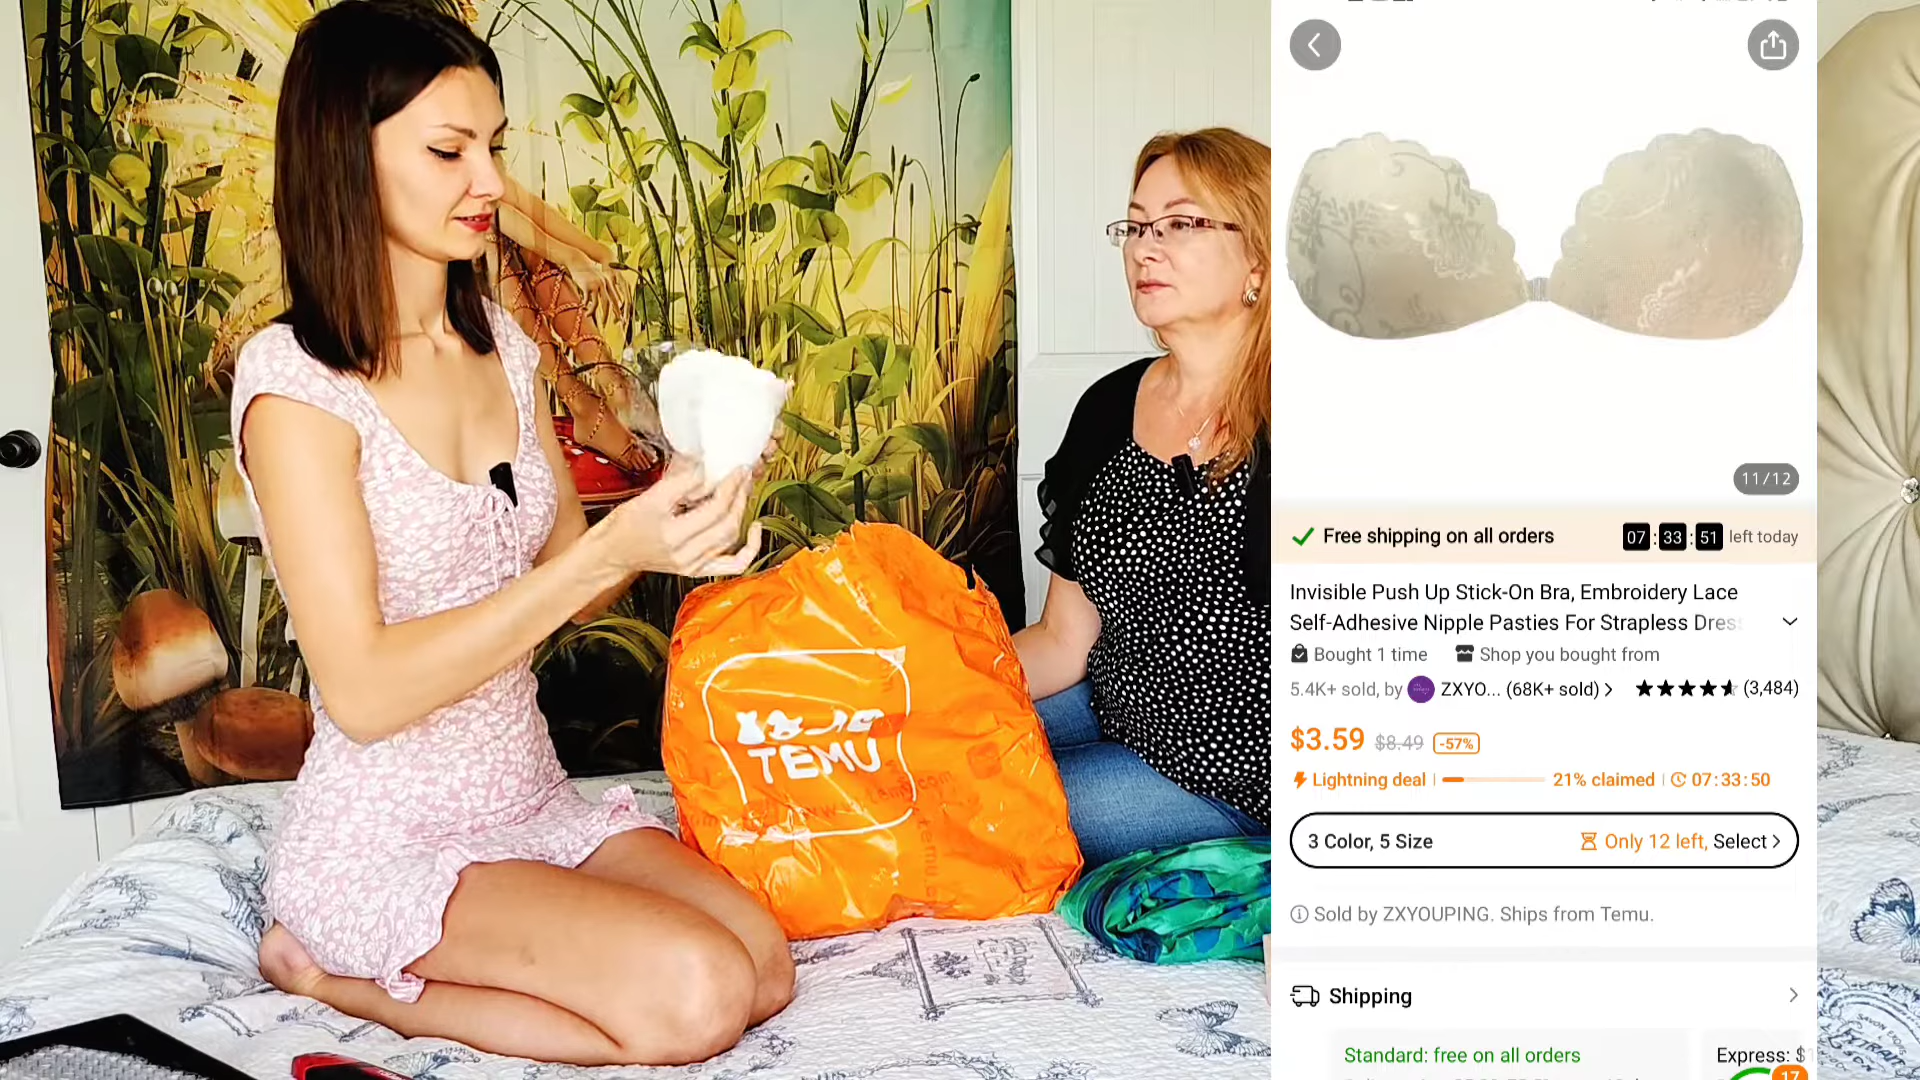 TEMU
11/12
Free shipping on all orders 07:33:51 left today
Invisible Push Up Stick-On Bra, Embroidery Lace
Self-Adhesive Nipple Pasties For Strapless Dres
Bought 1 time Shop you bought from
5.4K+ sold, by ZXYO... (68K+ sold) (3,484)
$3.59 $8.49 -57%
Lightning deal 21% claimed 07:33:50
3 Color, 5 Size Only 12 left, Select
Sold by ZXYOUPING. Ships from Temu.
Shipping
Standard: free on all orders Express: $1
17